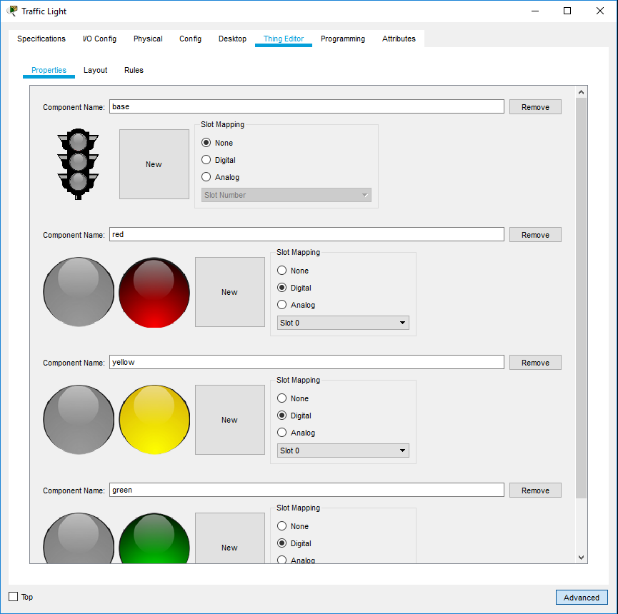 Traffic Light
Specifications I/O Config Physical Config Desktop Thing Editor Programming Attributes
Properties Layout Rules
Component Name: base Remove
New
Slot Mapping
None
Digital
Analog
Slot Number
Component Name: red Remove
New
Slot Mapping
None
Digital
Analog
Slot 0
Component Name: yellow Remove
New
Slot Mapping
None
Digital
Analog
Slot 0
Component Name: green Remove
New
Slot Mapping
None
Digital
Analog
Top Advanced